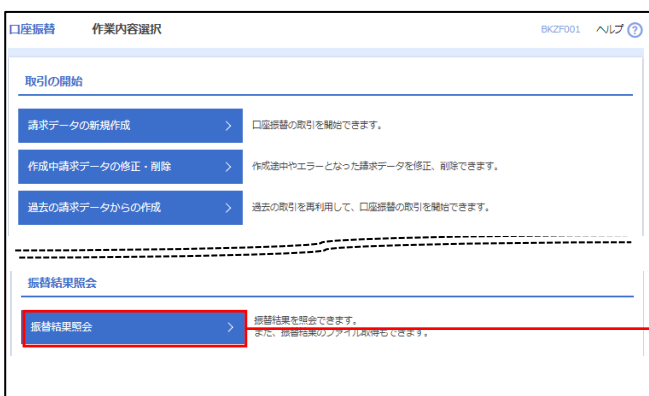 口座振替 作業内容選択 BKZF001 ヘルプ ?
取引の開始
請求データの新規作成 口座振替の取引を開始できます。
作成中請求データの修正・削除 作成途中やエラーとなった請求データを修正、削除できます。
過去の請求データからの作成 過去の取引を再利用して、口座振替の取引を開始できます。
振替結果照会
振替結果照会 振替結果を照会できます。
また、振替結果のファイル取得もできます。